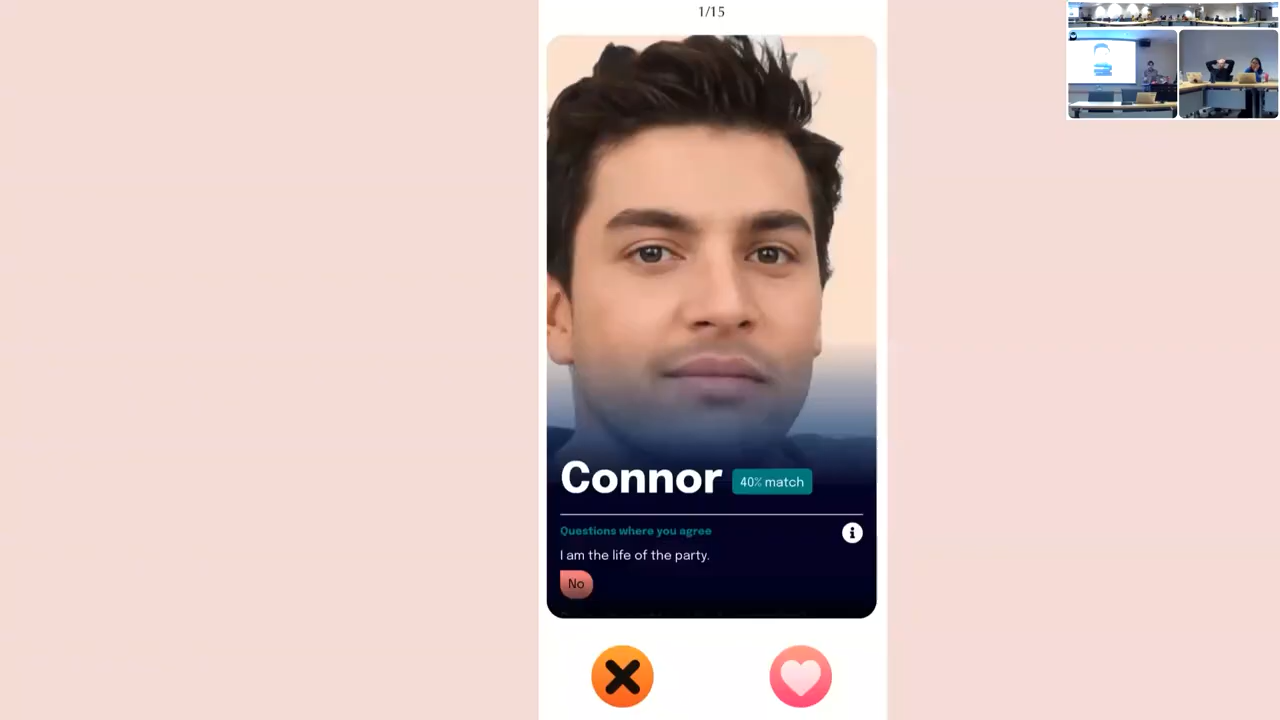 1/15
Connor
40% match
Questions where you agree
I am the life of the party.
No